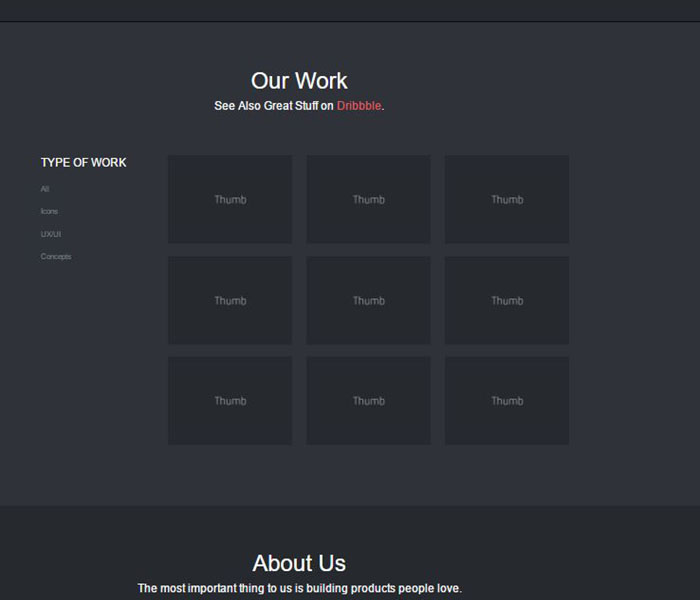 Our Work
See Also Great Stuff on Dribbble.
TYPE OF WORK
All
Icons
UX/UI
Concepts
Thumb Thumb Thumb
Thumb Thumb Thumb
Thumb Thumb Thumb
About Us
The most important thing to us is building products people love.